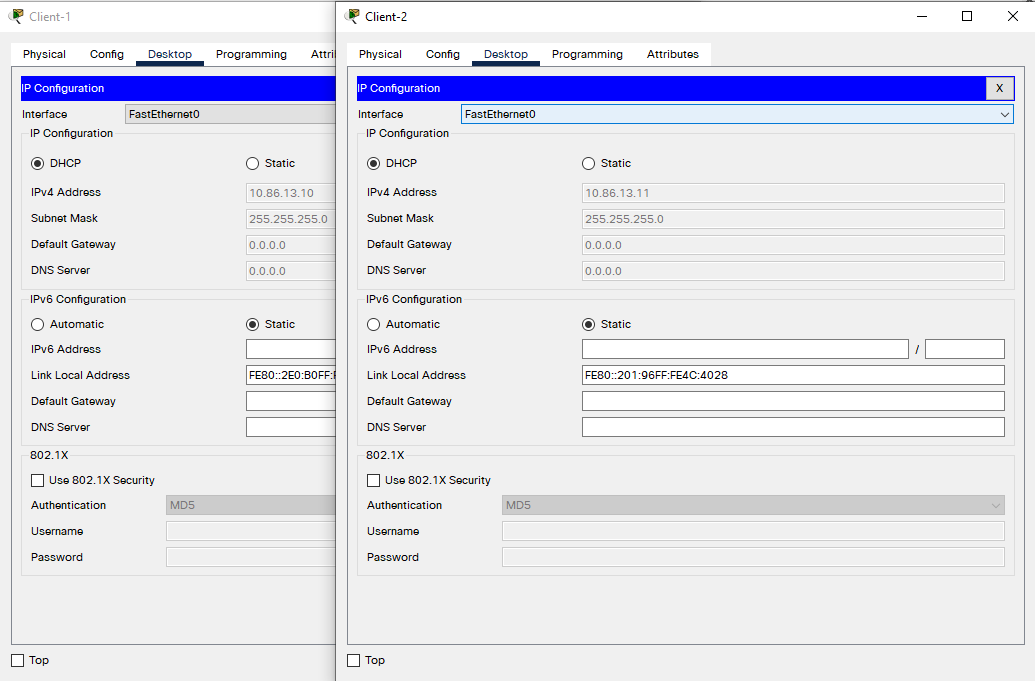 Client-1
Physical Config Desktop Programming Attri
IP Configuration
Interface FastEthernet0
IP Configuration
DHCP Static
IPv4 Address 10.86.13.10
Subnet Mask 255.255.255.0
Default Gateway 0.0.0.0
DNS Server 0.0.0.0
IPv6 Configuration
Automatic Static
IPv6 Address
Link Local Address FE80::2E0:B0FF:F
Default Gateway
DNS Server
802.1X
Use 802.1X Security
Authentication MD5
Username
Password
Top
Client-2
Physical Config Desktop Programming Attributes
IP Configuration X
Interface FastEthernet0
IP Configuration
DHCP Static
IPv4 Address 10.86.13.11
Subnet Mask 255.255.255.0
Default Gateway 0.0.0.0
DNS Server 0.0.0.0
IPv6 Configuration
Automatic Static
IPv6 Address /
Link Local Address FE80::201:96FF:FE4C:4028
Default Gateway
DNS Server
802.1X
Use 802.1X Security
Authentication MD5
Username
Password
Top